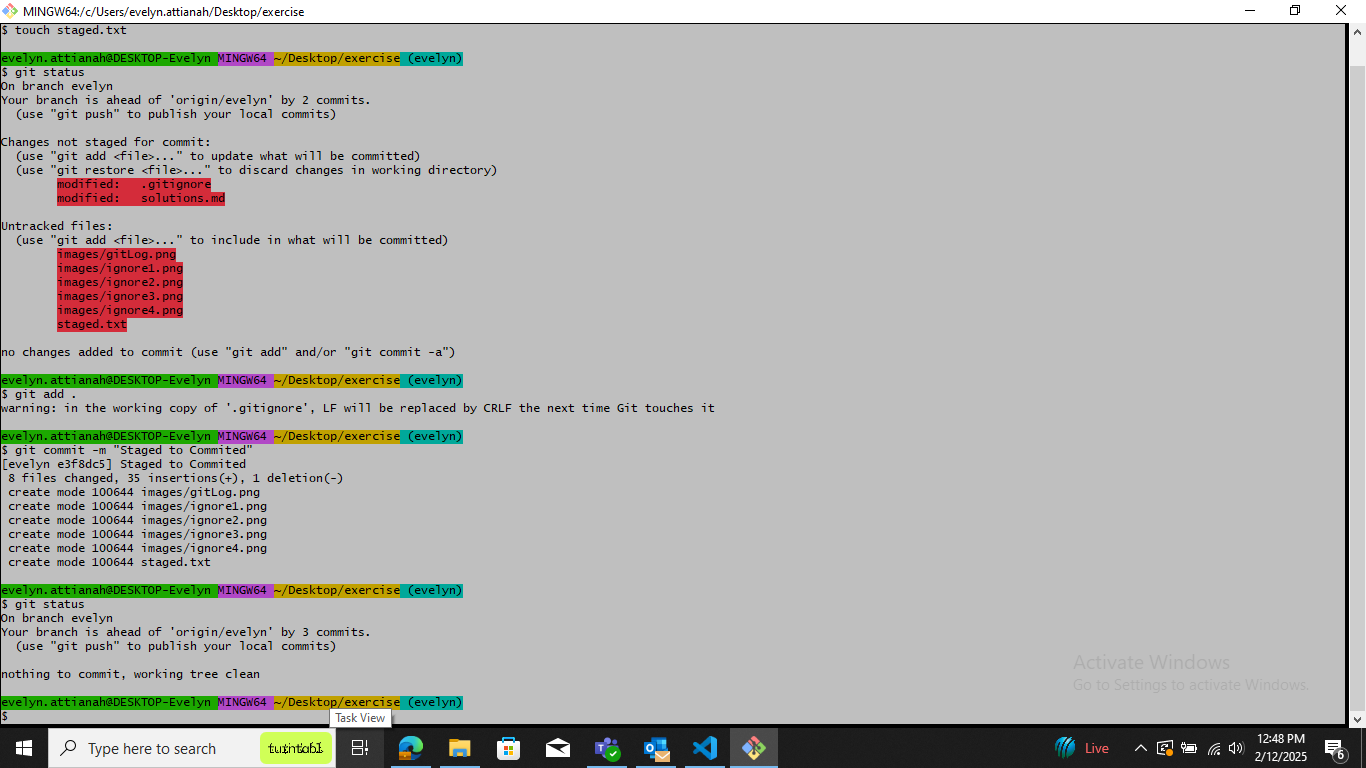 MINGW64:/c/Users/evelyn.attianah/Desktop/exercise
$ touch staged.txt
evelyn.attianah@DESKTOP-Evelyn MINGW64 ~/Desktop/exercise (evelyn)
$ git status
On branch evelyn
Your branch is ahead of 'origin/evelyn' by 2 commits.
  (use "git push" to publish your local commits)
Changes not staged for commit:
  (use "git add <file>..." to update what will be committed)
  (use "git restore <file>..." to discard changes in working directory)
        modified:   .gitignore
        modified:   solutions.md
Untracked files:
  (use "git add <file>..." to include in what will be committed)
        images/gitLog.png
        images/ignore1.png
        images/ignore2.png
        images/ignore3.png
        images/ignore4.png
        staged.txt
no changes added to commit (use "git add" and/or "git commit -a")
evelyn.attianah@DESKTOP-Evelyn MINGW64 ~/Desktop/exercise (evelyn)
$ git add .
warning: in the working copy of '.gitignore', LF will be replaced by CRLF the next time Git touches it
evelyn.attianah@DESKTOP-Evelyn MINGW64 ~/Desktop/exercise (evelyn)
$ git commit -m "Staged to Commited"
[evelyn e3f8dc5] Staged to Commited
 8 files changed, 35 insertions(+), 1 deletion(-)
 create mode 100644 images/gitLog.png
 create mode 100644 images/ignore1.png
 create mode 100644 images/ignore2.png
 create mode 100644 images/ignore3.png
 create mode 100644 images/ignore4.png
 create mode 100644 staged.txt
evelyn.attianah@DESKTOP-Evelyn MINGW64 ~/Desktop/exercise (evelyn)
$ git status
On branch evelyn
Your branch is ahead of 'origin/evelyn' by 3 commits.
  (use "git push" to publish your local commits)
nothing to commit, working tree clean
evelyn.attianah@DESKTOP-Evelyn MINGW64 ~/Desktop/exercise (evelyn)
$
Activate Windows
Go to Settings to activate Windows.
Task View
Type here to search
Live
12:48 PM
2/12/2025
6